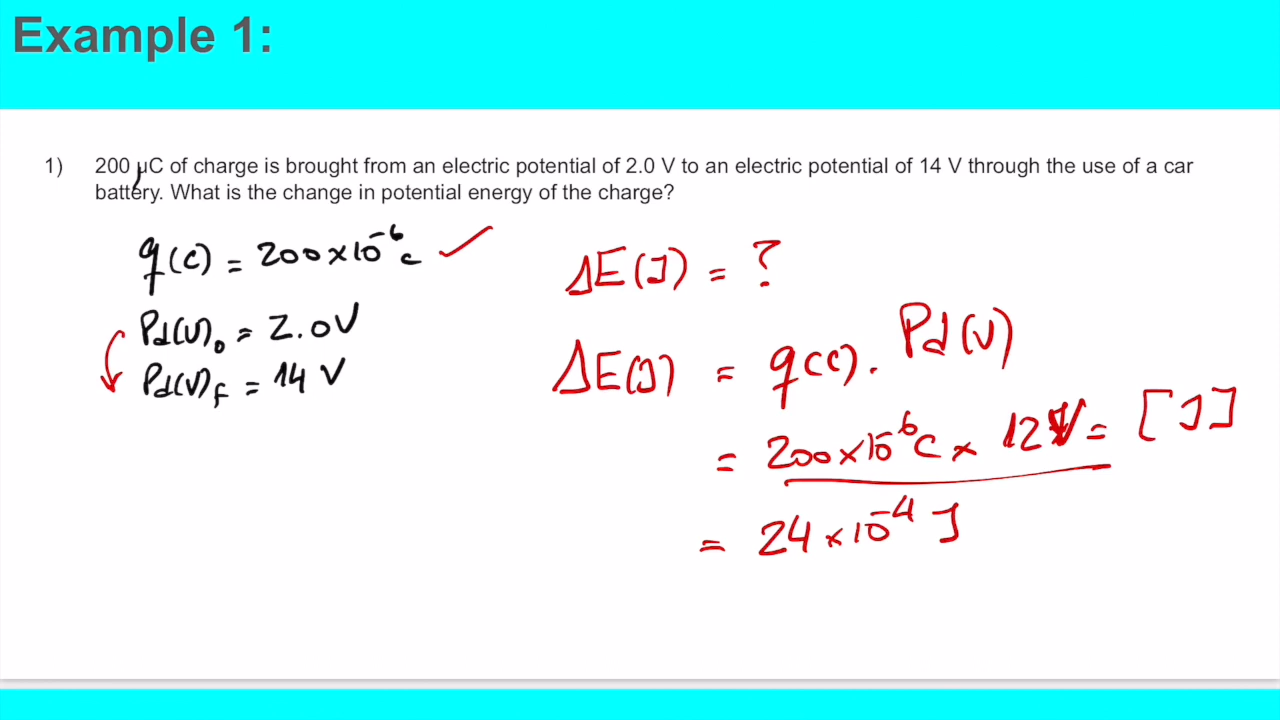 Example 1:
1) 200 µC of charge is brought from an electric potential of 2.0 V to an electric potential of 14 V through the use of a car
battery. What is the change in potential energy of the charge?
q(C) = 200×10⁻⁶ C ✓
Pd(V)₀ = 2.0V
Pd(V)F = 14 V
ΔE(J) = ?
ΔE(J) = q(C). Pd(V)
= 200×10⁻⁶C × 12V = [J]
= 24×10⁻⁴ J